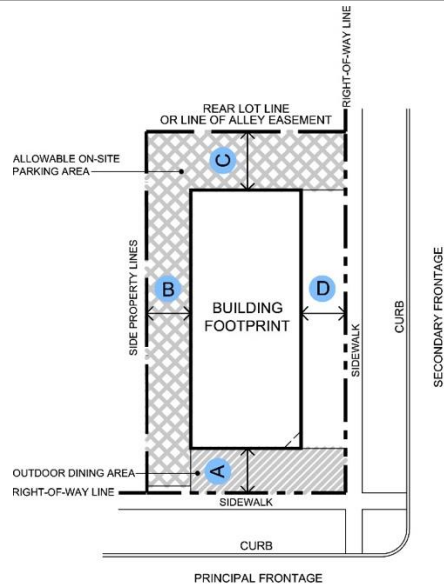 RIGHT-OF-WAY LINE
REAR LOT LINE
OR LINE OF ALLEY EASEMENT
ALLOWABLE ON-SITE
PARKING AREA
C
SIDE PROPERTY LINES
B
D
BUILDING
FOOTPRINT
SIDEWALK
CURB
SECONDARY FRONTAGE
OUTDOOR DINING AREA
A
RIGHT-OF-WAY LINE
SIDEWALK
CURB
PRINCIPAL FRONTAGE